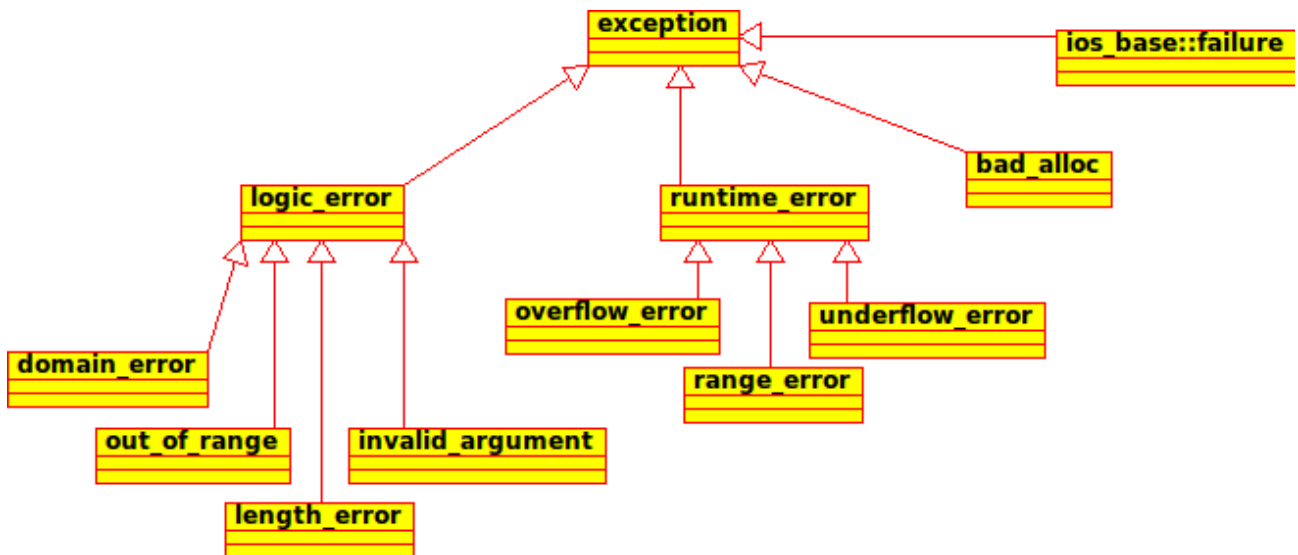 exception
ios_base::failure
bad_alloc
logic_error
runtime_error
overflow_error
underflow_error
domain_error
range_error
out_of_range
invalid_argument
length_error